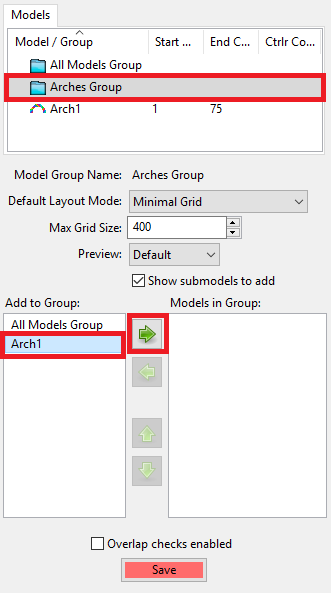 Models
Model / Group Start ... End C... Ctrlr Co...
All Models Group
Arches Group
Arch1 1 75
Model Group Name: Arches Group
Default Layout Mode: Minimal Grid
Max Grid Size: 400
Preview: Default
Show submodels to add
Add to Group: Models in Group:
All Models Group
Arch1
Overlap checks enabled
Save